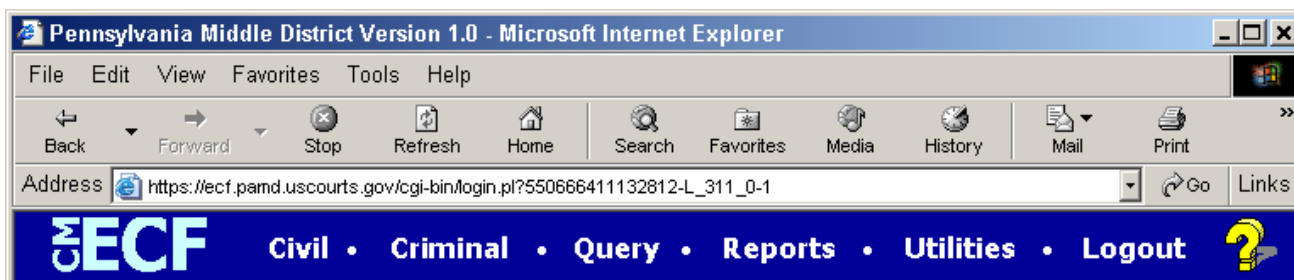 Pennsylvania Middle District Version 1.0 - Microsoft Internet Explorer
File Edit View Favorites Tools Help
Back Forward Stop Refresh Home Search Favorites Media History Mail Print »
Address https://ecf.pamd.uscourts.gov/cgi-bin/login.pl?550666411132812-L_311_0-1 Go Links
CM ECF Civil • Criminal • Query • Reports • Utilities • Logout ?